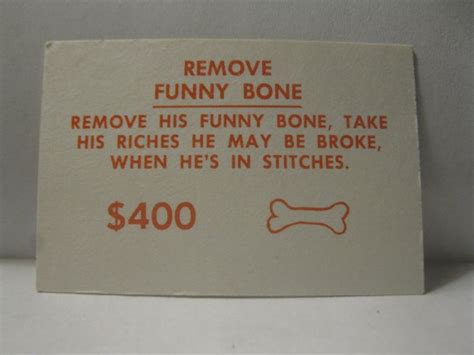 REMOVE
FUNNY BONE
REMOVE HIS FUNNY BONE, TAKE
HIS RICHES HE MAY BE BROKE,
WHEN HE'S IN STITCHES.
$400